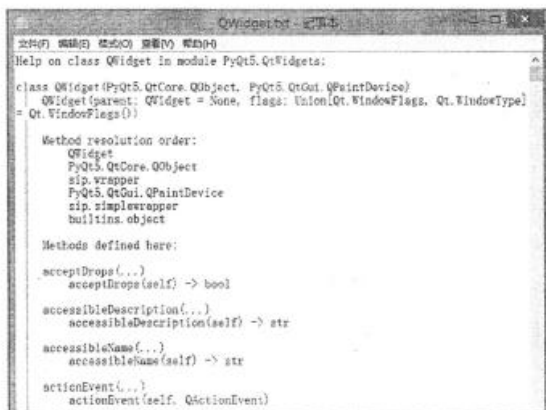 QWidget.txt - 记事本
文件(F) 编辑(E) 格式(O) 查看(V) 帮助(H)
Help on class QWidget in module PyQt5.QtWidgets:
class QWidget(PyQt5.QtCore.QObject, PyQt5.QtGui.QPaintDevice)
QWidget(parent: QWidget = None, flags: Union[Qt.WindowFlags, Qt.WindowType]
= Qt.WindowFlags())
Method resolution order:
QWidget
PyQt5.QtCore.QObject
sip.wrapper
PyQt5.QtGui.QPaintDevice
sip.simplewrapper
builtins.object
Methods defined here:
acceptDrops(...)
acceptDrops(self) -> bool
accessibleDescription(...)
accessibleDescription(self) -> str
accessibleName(...)
accessibleName(self) -> str
actionEvent(...)
actionEvent(self, QActionEvent)